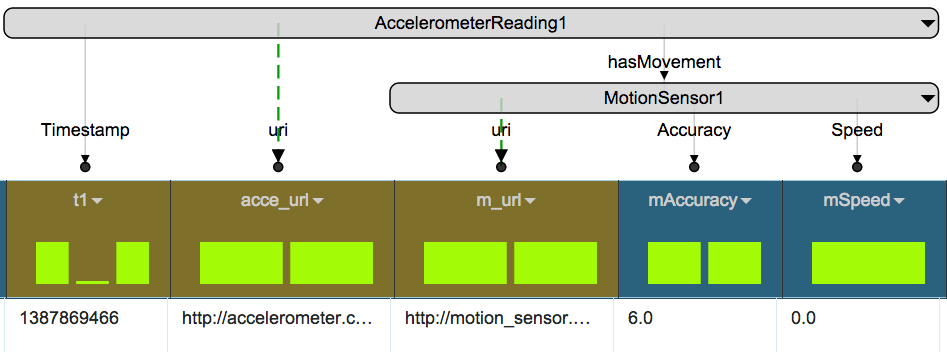 AccelerometerReading1
hasMovement
MotionSensor1
Timestamp uri uri Accuracy Speed
t1 acce_url m_url mAccuracy mSpeed
1387869466 http://accelerometer.c... http://motion_sensor.... 6.0 0.0